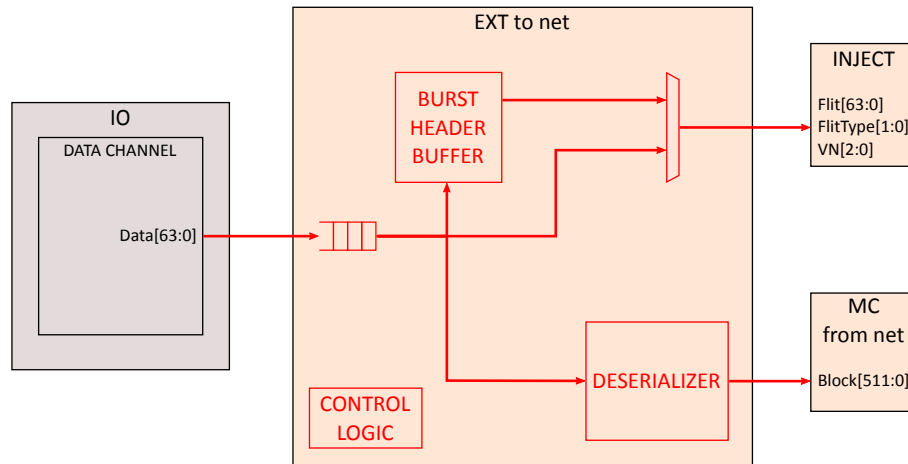 EXT to net
IO
DATA CHANNEL
Data[63:0]
BURST
HEADER
BUFFER
CONTROL
LOGIC
DESERIALIZER
INJECT
Flit[63:0]
FlitType[1:0]
VN[2:0]
MC
from net
Block[511:0]